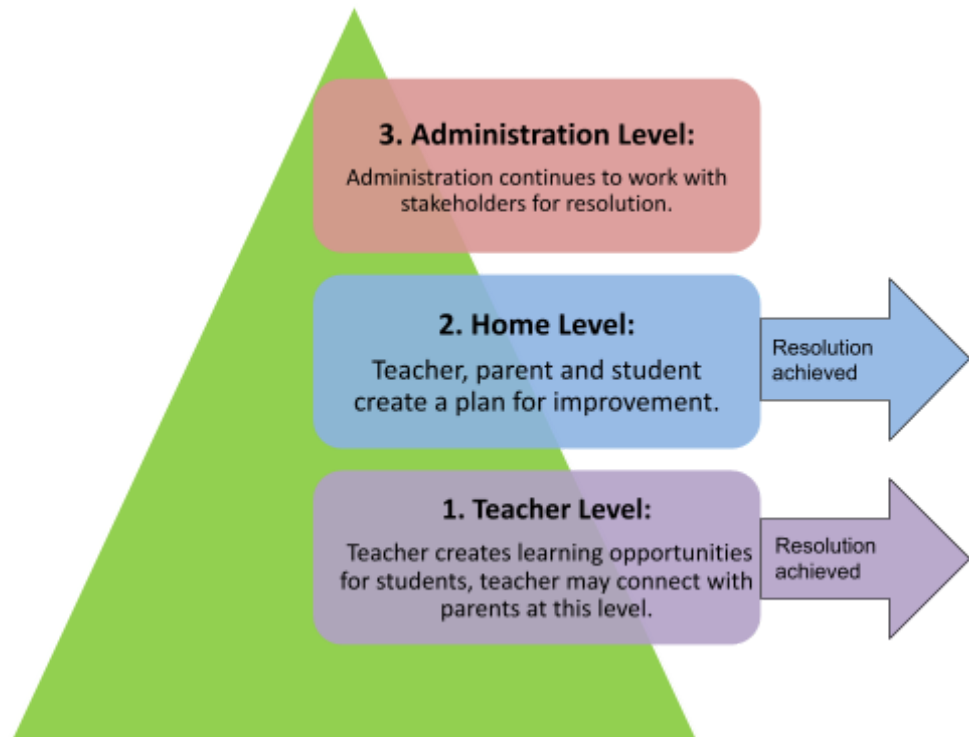 3. Administration Level:
Administration continues to work with
stakeholders for resolution.
2. Home Level:
Teacher, parent and student
create a plan for improvement.
Resolution
achieved
1. Teacher Level:
Teacher creates learning opportunities
for students, teacher may connect with
parents at this level.
Resolution
achieved